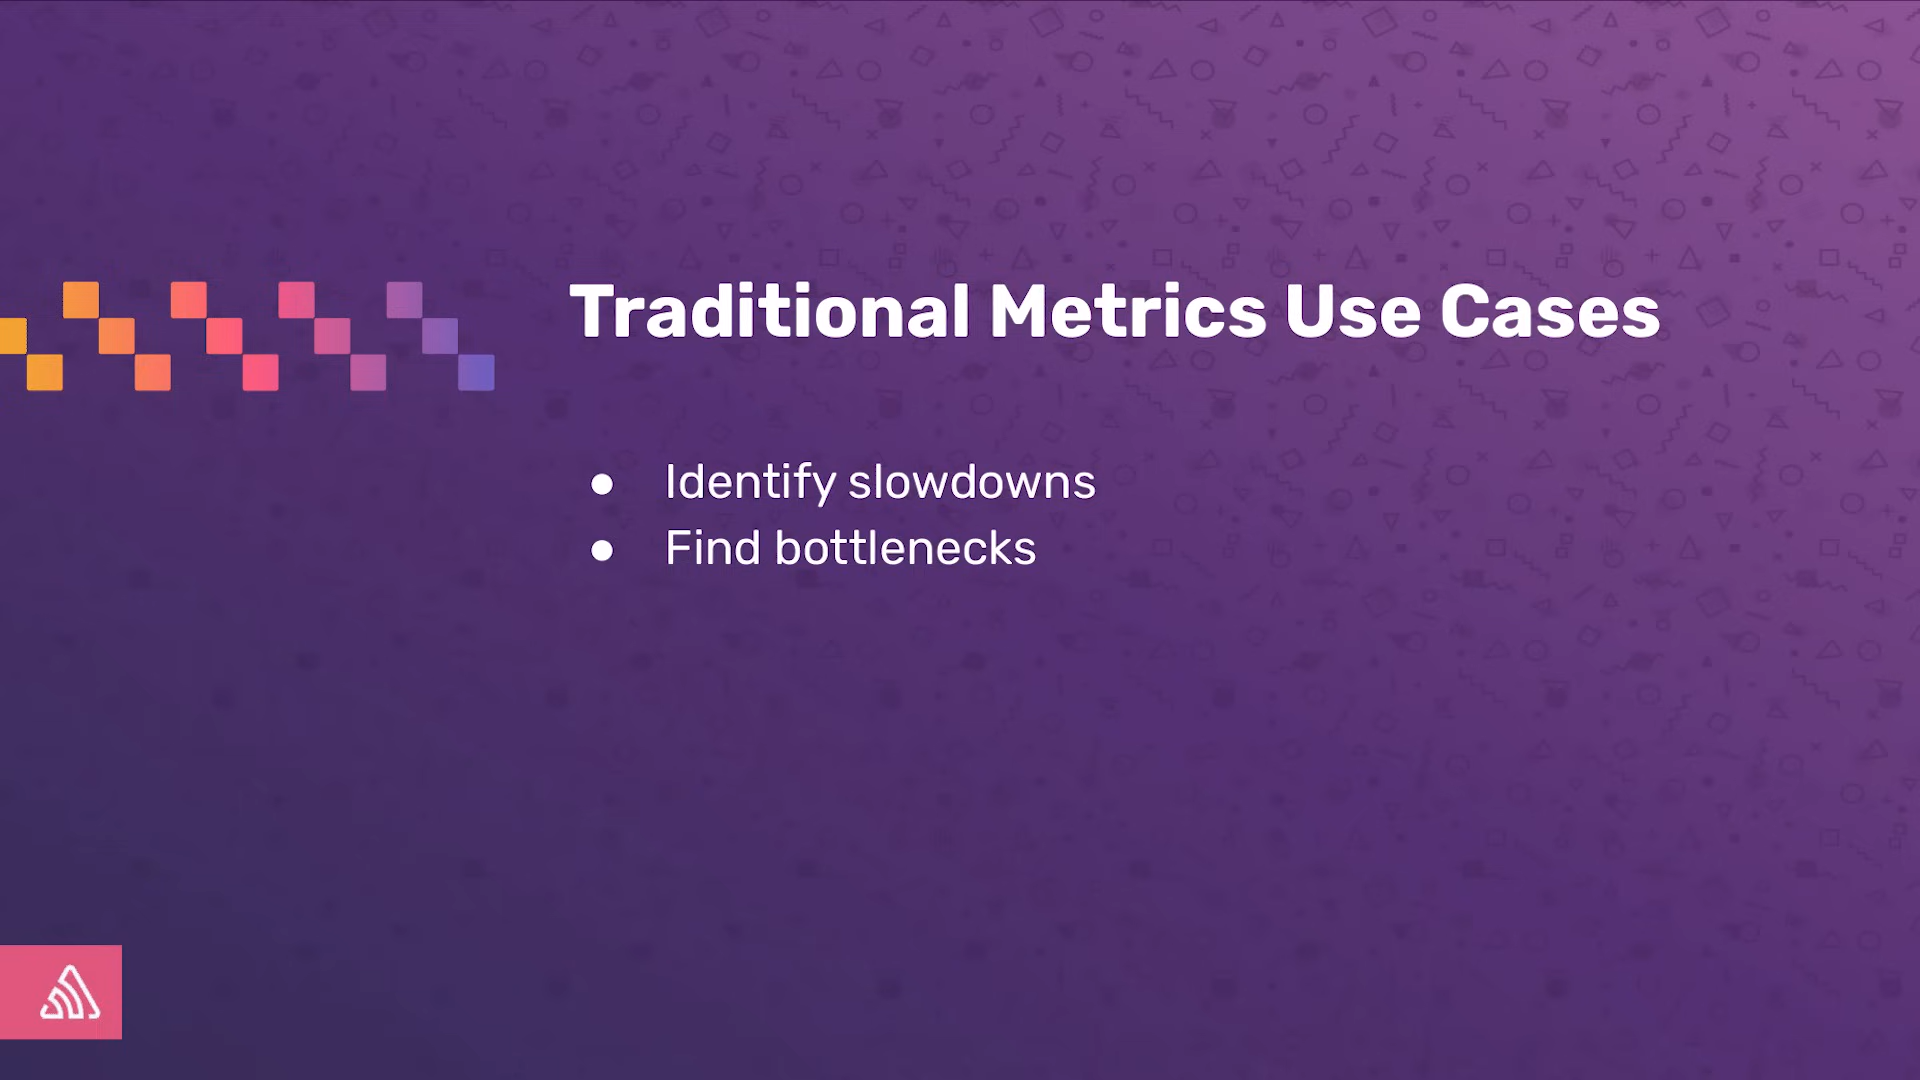 Traditional Metrics Use Cases
● Identify slowdowns
● Find bottlenecks